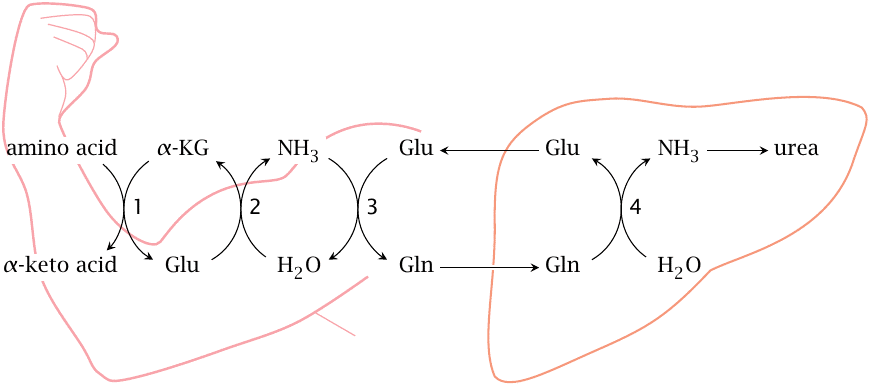 amino acid α-KG NH3 Glu Glu NH3 urea
1 2 3 4
α-keto acid Glu H2O Gln Gln H2O